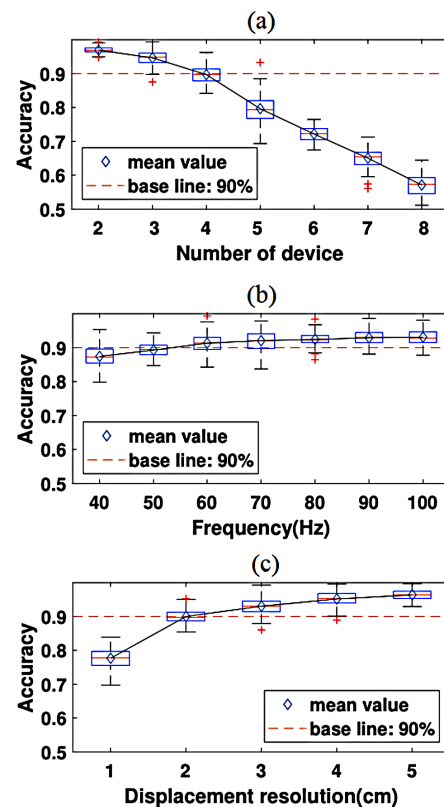 (a)
Accuracy
0.9
0.8
0.7
0.6
0.5
mean value
base line: 90%
2 3 4 5 6 7 8
Number of device
(b)
Accuracy
1
0.9
0.8
0.7
0.6
0.5
mean value
base line: 90%
40 50 60 70 80 90 100
Frequency(Hz)
(c)
Accuracy
1
0.9
0.8
0.7
0.6
0.5
mean value
base line: 90%
1 2 3 4 5
Displacement resolution(cm)